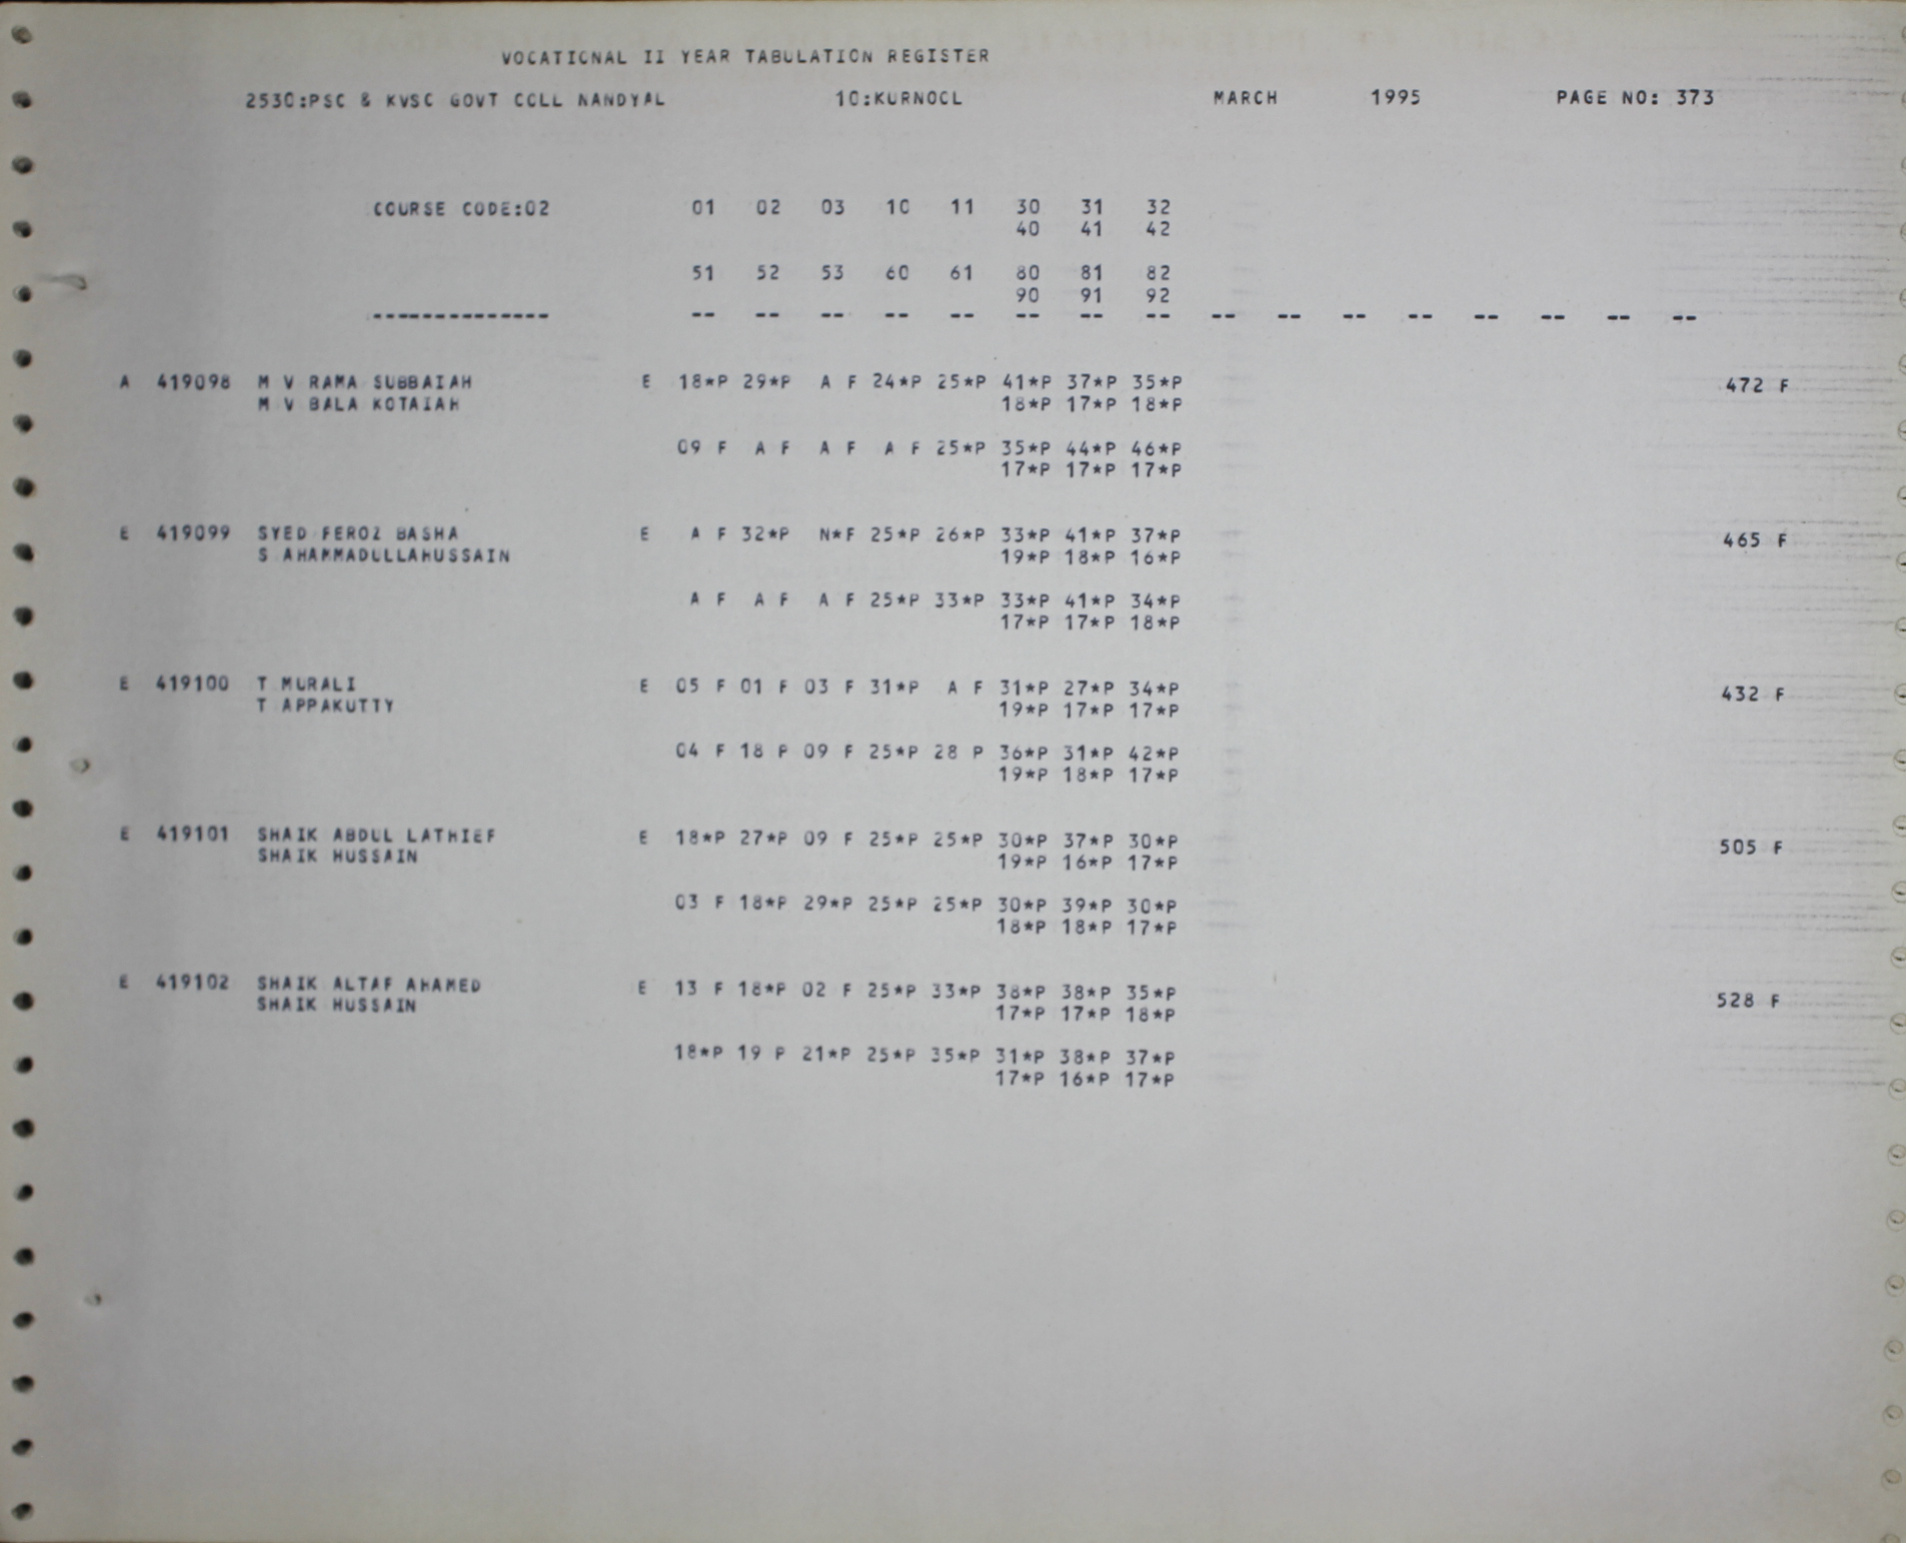 VOCATIONAL II YEAR TABULATION REGISTER
2530:PSC & KVSC GOVT COLL NANDYAL 10:KURNOOL MARCH 1995 PAGE NO: 373
COURSE CODE:02 01 02 03 10 11 30 31 32
40 41 42
51 52 53 60 61 80 81 82
90 91 92
-------------- -- -- -- -- -- -- -- -- -- -- -- -- -- -- -- --
A 419098 M V RAMA SUBBAIAH E 18*P 29*P A F 24*P 25*P 41*P 37*P 35*P 472 F
M V BALA KOTAIAH 18*P 17*P 18*P
09 F A F A F A F 25*P 35*P 44*P 46*P
17*P 17*P 17*P
E 419099 SYED FEROZ BASHA E A F 32*P N*F 25*P 26*P 33*P 41*P 37*P 465 F
S AHAMMADULLAHUSSAIN 19*P 18*P 16*P
A F A F A F 25*P 33*P 33*P 41*P 34*P
17*P 17*P 18*P
E 419100 T MURALI E 05 F 01 F 03 F 31*P A F 31*P 27*P 34*P 432 F
T APPAKUTTY 19*P 17*P 17*P
04 F 18 P 09 F 25*P 28 P 36*P 31*P 42*P
19*P 18*P 17*P
E 419101 SHAIK ABDUL LATHIEF E 18*P 27*P 09 F 25*P 25*P 30*P 37*P 30*P 505 F
SHAIK HUSSAIN 19*P 16*P 17*P
03 F 18*P 29*P 25*P 25*P 30*P 39*P 30*P
18*P 18*P 17*P
E 419102 SHAIK ALTAF AHAMED E 13 F 18*P 02 F 25*P 33*P 38*P 38*P 35*P 528 F
SHAIK HUSSAIN 17*P 17*P 18*P
18*P 19 P 21*P 25*P 35*P 31*P 38*P 37*P
17*P 16*P 17*P